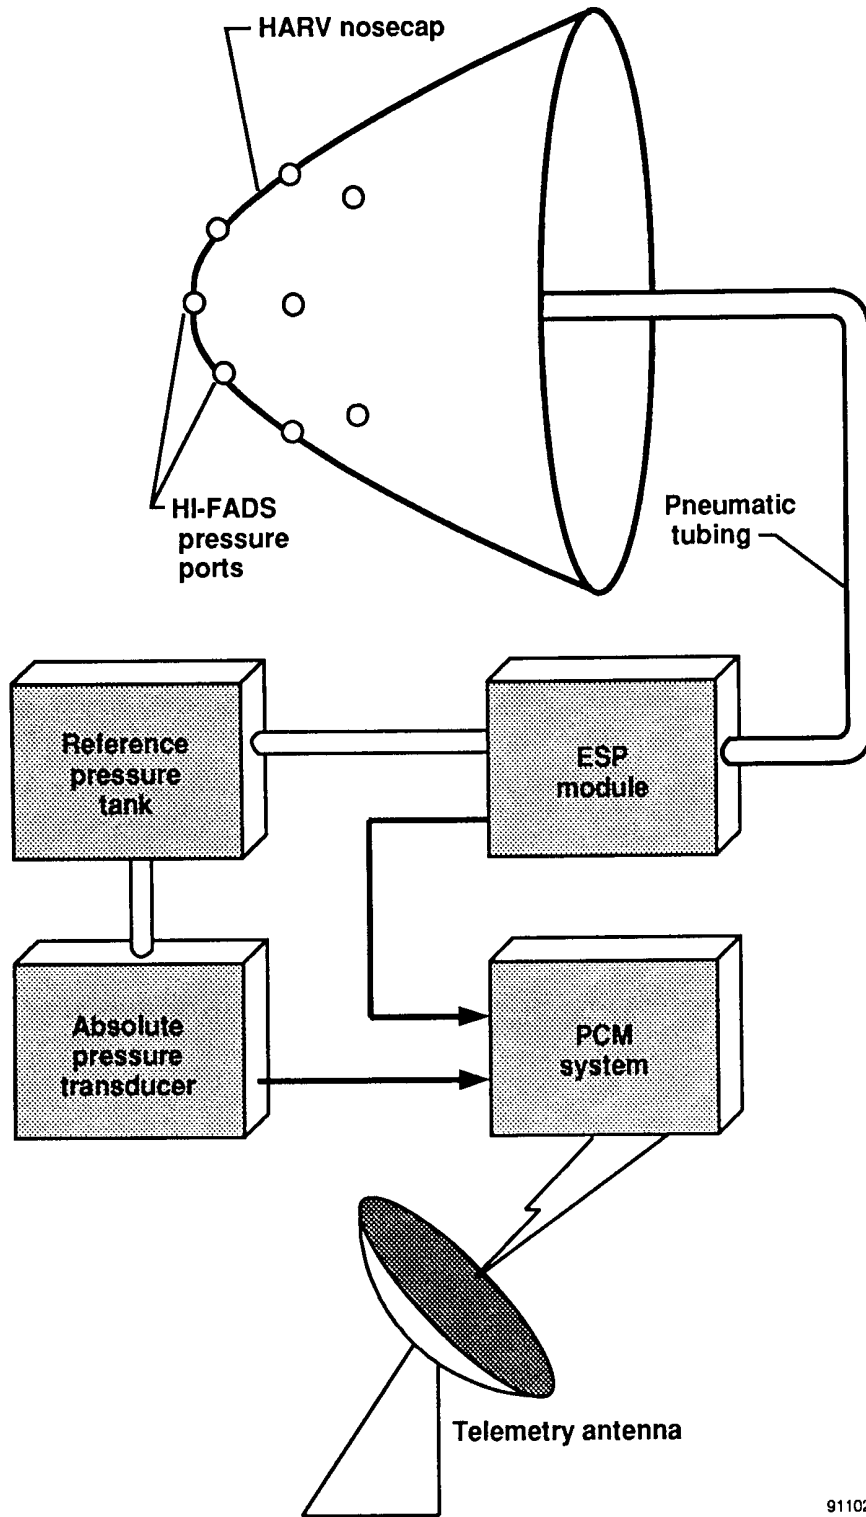 HARV nosecap
HI-FADS
pressure
ports
Pneumatic
tubing
Reference
pressure
tank
ESP
module
Absolute
pressure
transducer
PCM
system
Telemetry antenna
91102